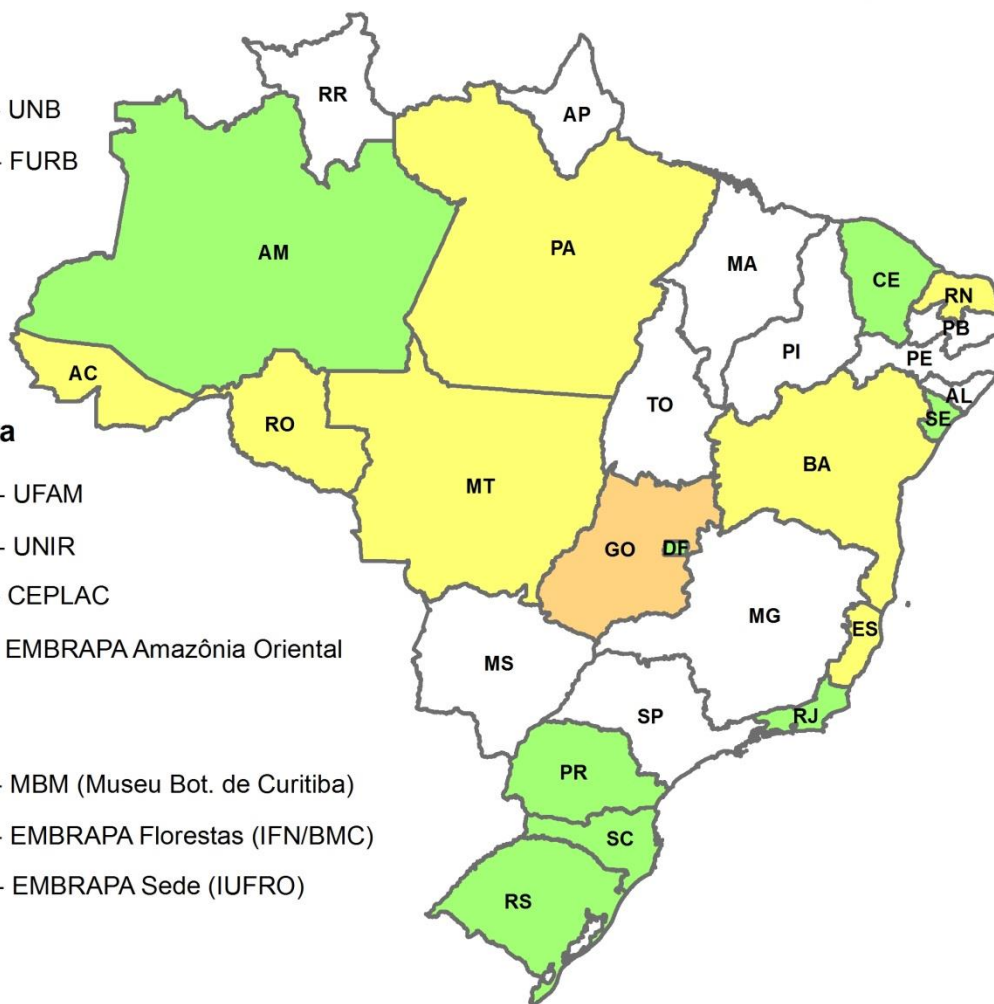 RR
AP
UNB
- FURB
AM
PA
MA
CE
RN
PB
PI
PE
AC
TO
AL
SE
RO
a
BA
MT
- UFAM
GO
DF
- UNIR
CEPLAC
MG
ES
EMBRAPA Amazônia Oriental
MS
SP
RJ
PR
- MBM (Museu Bot. de Curitiba)
- EMBRAPA Florestas (IFN/BMC)
SC
- EMBRAPA Sede (IUFRO)
RS